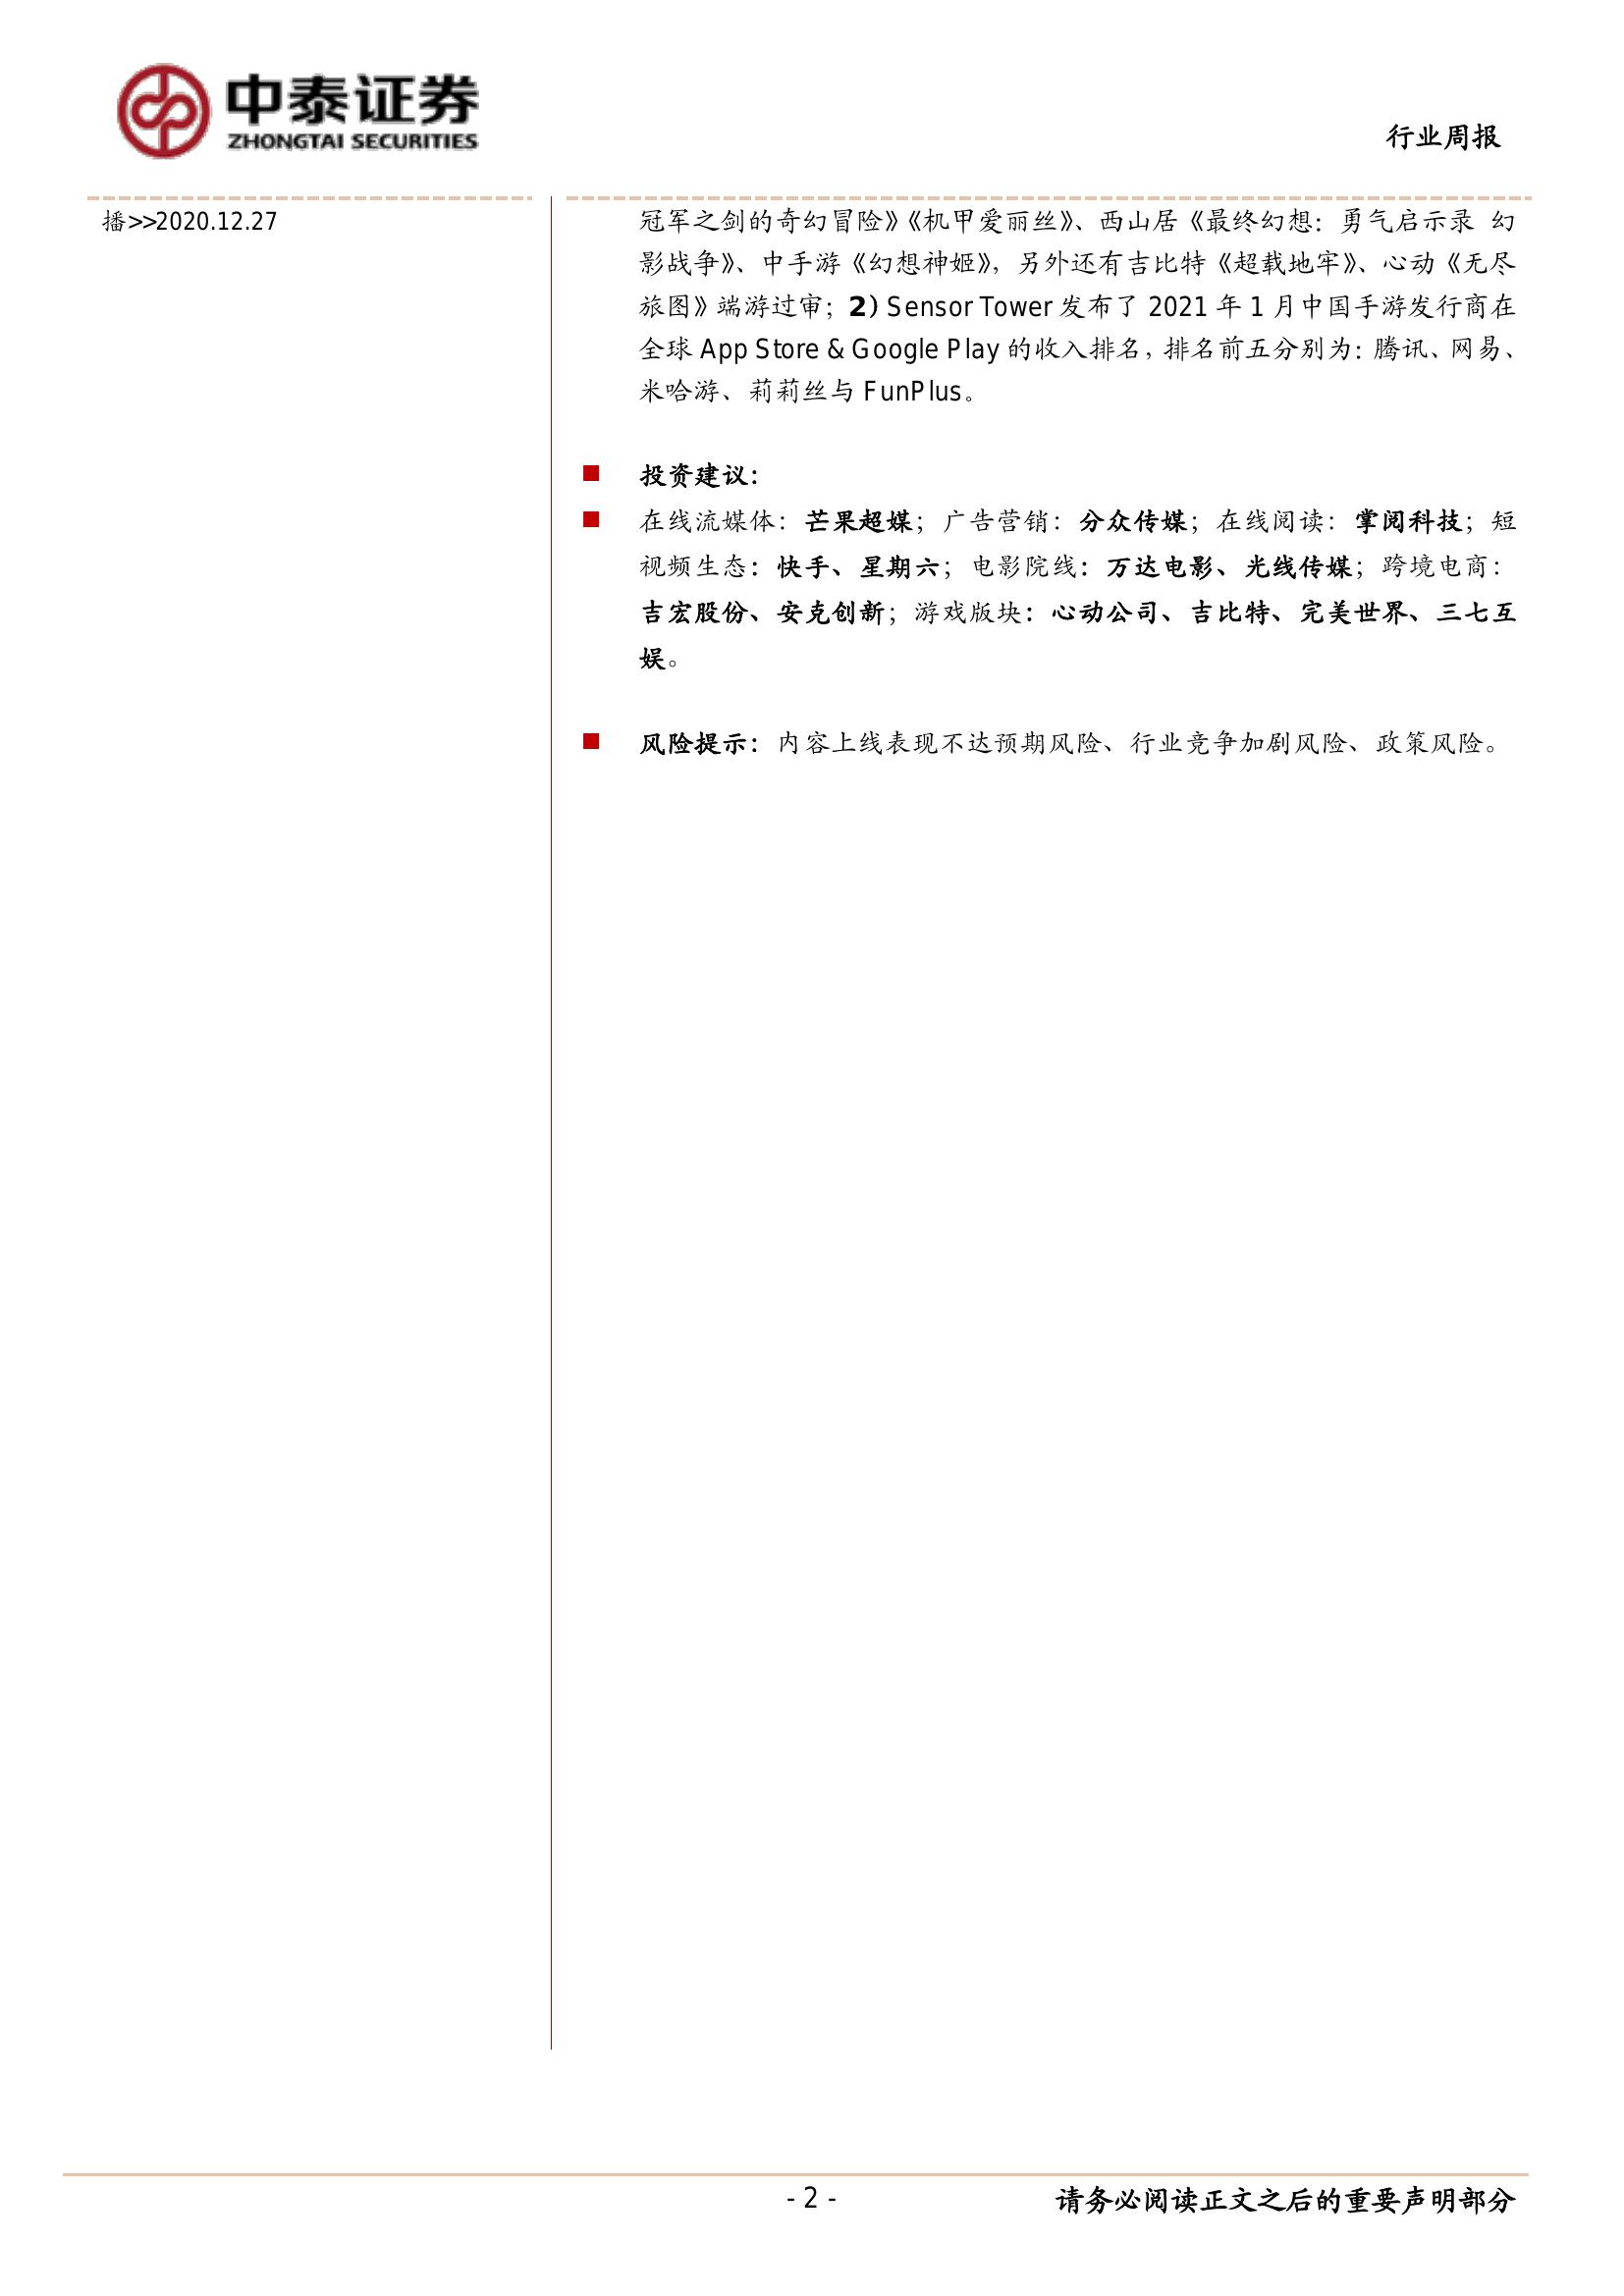 中泰证券
ZHONGTAI SECURITIES
行业周报
播>>2020.12.27
冠军之剑的奇幻冒险》《机甲爱丽丝》、西山居《最终幻想：勇气启示录 幻
影战争》、中手游《幻想神姬》，另外还有吉比特《超载地牢》、心动《无尽
旅图》端游过审；2）Sensor Tower 发布了 2021 年 1 月中国手游发行商在
全球 App Store & Google Play 的收入排名，排名前五分别为：腾讯、网易、
米哈游、莉莉丝与 FunPlus。
■ 投资建议：
■ 在线流媒体：芒果超媒；广告营销：分众传媒；在线阅读：掌阅科技；短
视频生态：快手、星期六；电影院线：万达电影、光线传媒；跨境电商：
吉宏股份、安克创新；游戏版块：心动公司、吉比特、完美世界、三七互
娱。
■ 风险提示：内容上线表现不达预期风险、行业竞争加剧风险、政策风险。
- 2 -
请务必阅读正文之后的重要声明部分